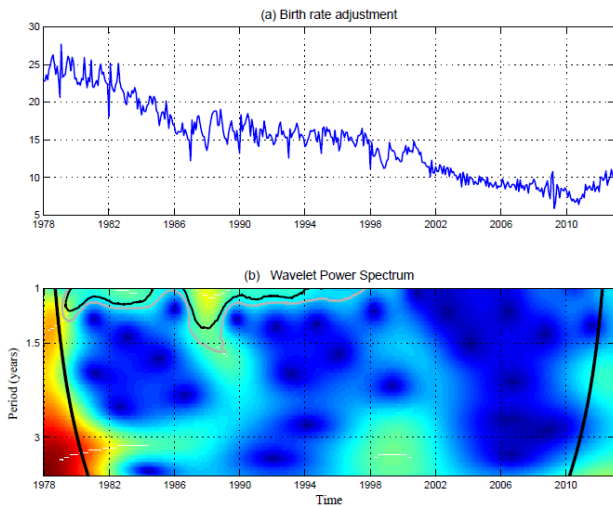 (a) Birth rate adjustment
30
25
20
15
10
5
1978 1982 1986 1990 1994 1998 2002 2006 2010
(b) Wavelet Power Spectrum
Period (years)
1
1.5
3
1978 1982 1986 1990 1994 1998 2002 2006 2010
Time